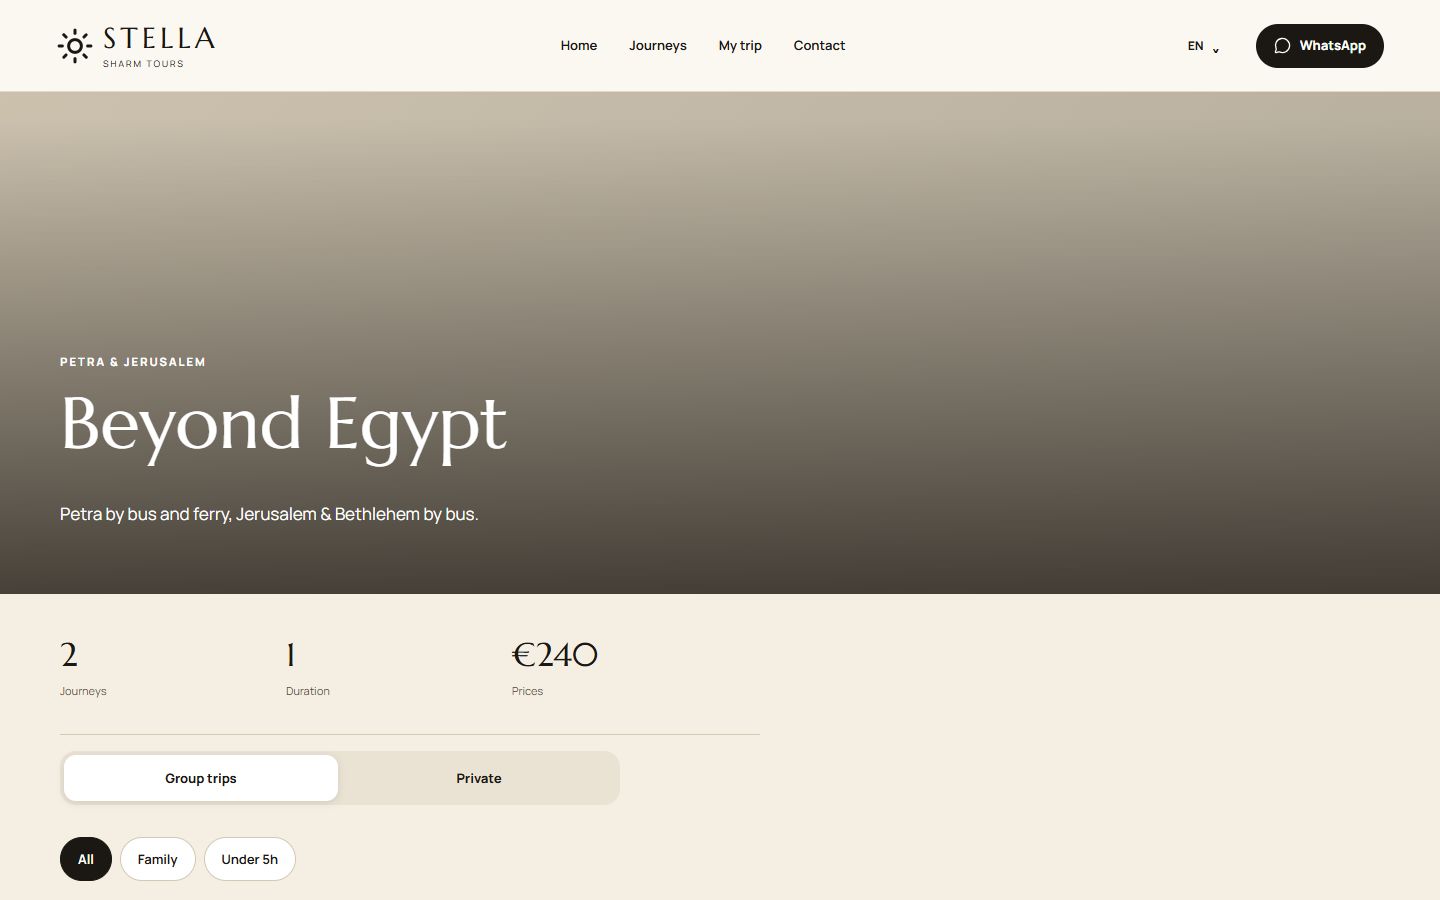 STELLA
SHARM TOURS
Home
Journeys
My trip
Contact
EN
WhatsApp
PETRA & JERUSALEM
Beyond Egypt
Petra by bus and ferry, Jerusalem & Bethlehem by bus.
2
Journeys
1
Duration
€240
Prices
Group trips
Private
All
Family
Under 5h